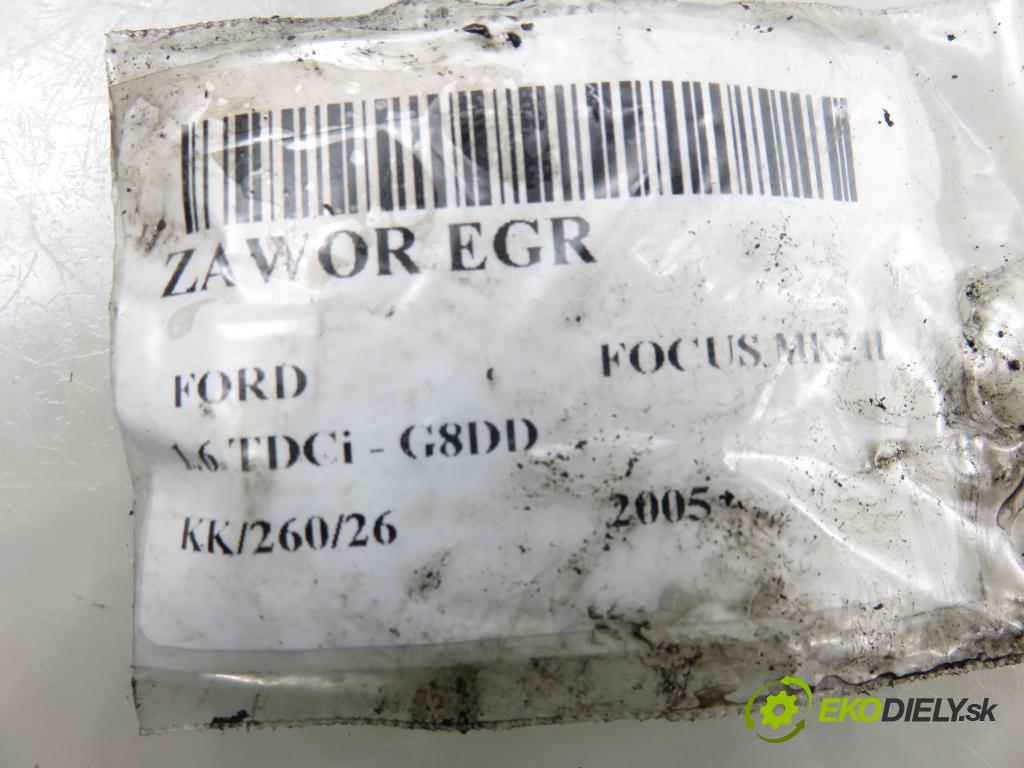 ZAWÓR EGR
FORD FOCUS MK2 II
1.6 TDCi - G8DD
KK/260/26 2005
EKODIELY.sk